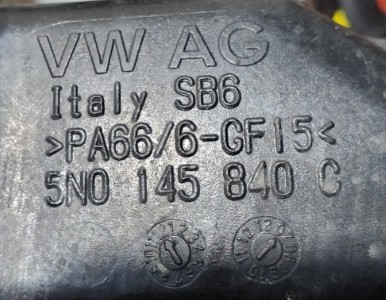 VW AG
Italy SB6
>PA66/6-GF15<
5N0 145 840 C